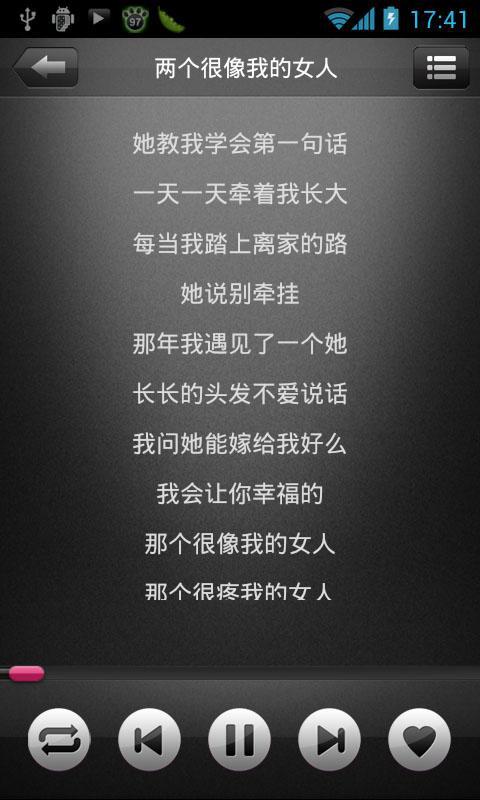 97
17:41
两个很像我的女人
她教我学会第一句话
一天一天牵着我长大
每当我踏上离家的路
她说别牵挂
那年我遇见了一个她
长长的头发不爱说话
我问她能嫁给我好么
我会让你幸福的
那个很像我的女人
那个很疼我的女人